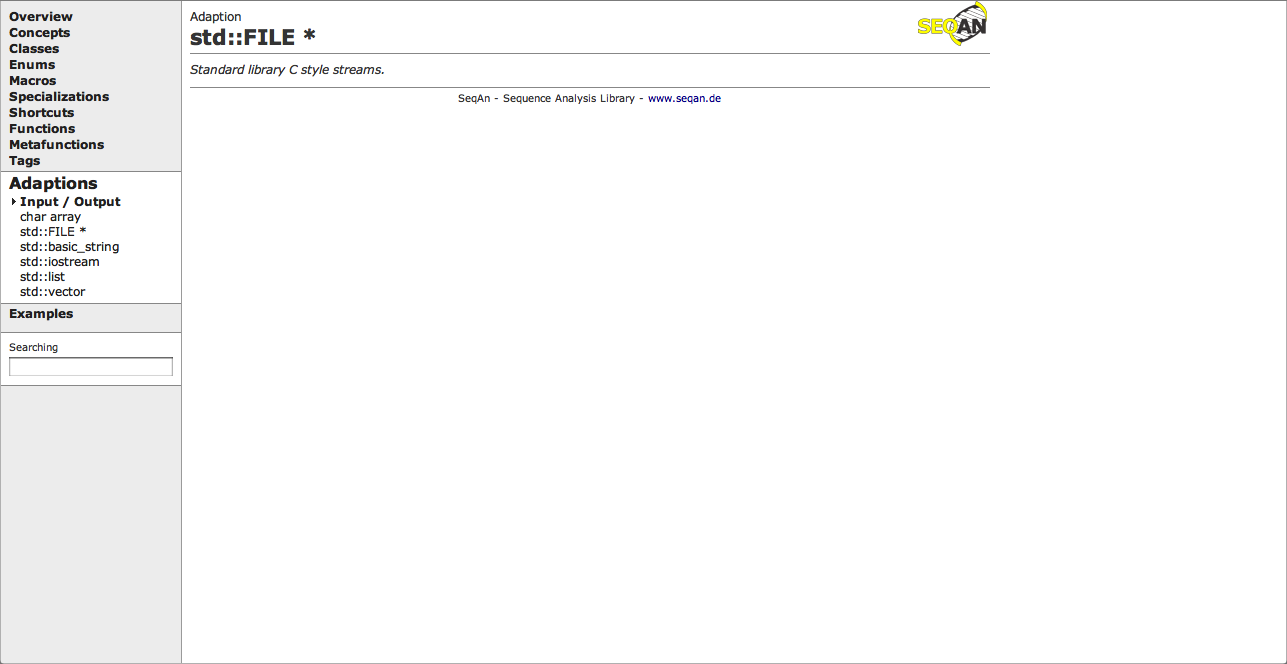 Overview
Concepts
Classes
Enums
Macros
Specializations
Shortcuts
Functions
Metafunctions
Tags
Adaptions
Input / Output
char array
std::FILE *
std::basic_string
std::iostream
std::list
std::vector
Examples
Searching
Adaption
std::FILE *
SEQAN
Standard library C style streams.
SeqAn - Sequence Analysis Library - www.seqan.de